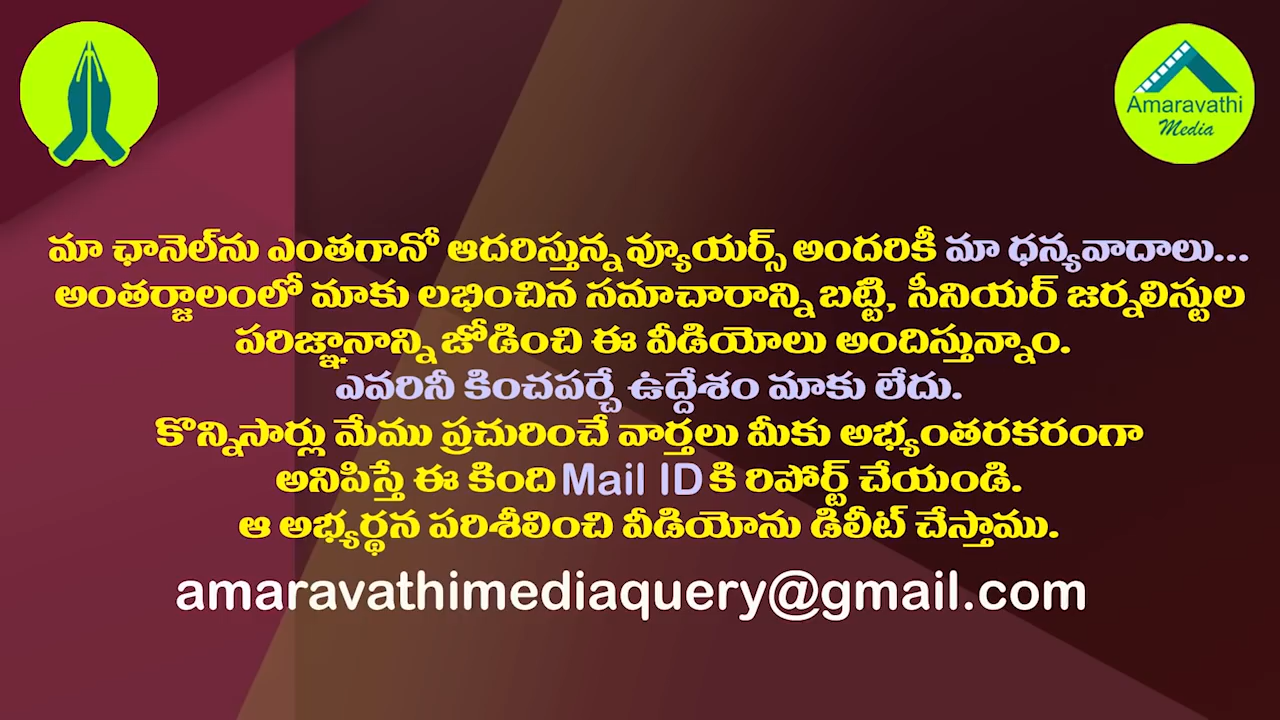 Amaravathi
Media
మా ఛానెల్‌ను ఎంతగానో ఆదరిస్తున్న వ్యూయర్స్ అందరికీ మా ధన్యవాదాలు...
అంతర్జాలంలో మాకు లభించిన సమాచారాన్ని బట్టి, సీనియర్ జర్నలిస్టుల
పరిజ్ఞానాన్ని జోడించి ఈ వీడియోలు అందిస్తున్నాం.
ఎవరినీ కించపర్చే ఉద్దేశం మాకు లేదు.
కొన్నిసార్లు మేము ప్రచురించే వార్తలు మీకు అభ్యంతరకరంగా
అనిపిస్తే ఈ కింది Mail ID కి రిపోర్ట్ చేయండి.
ఆ అభ్యర్థన పరిశీలించి వీడియోను డిలీట్ చేస్తాము.
amaravathimediaquery@gmail.com